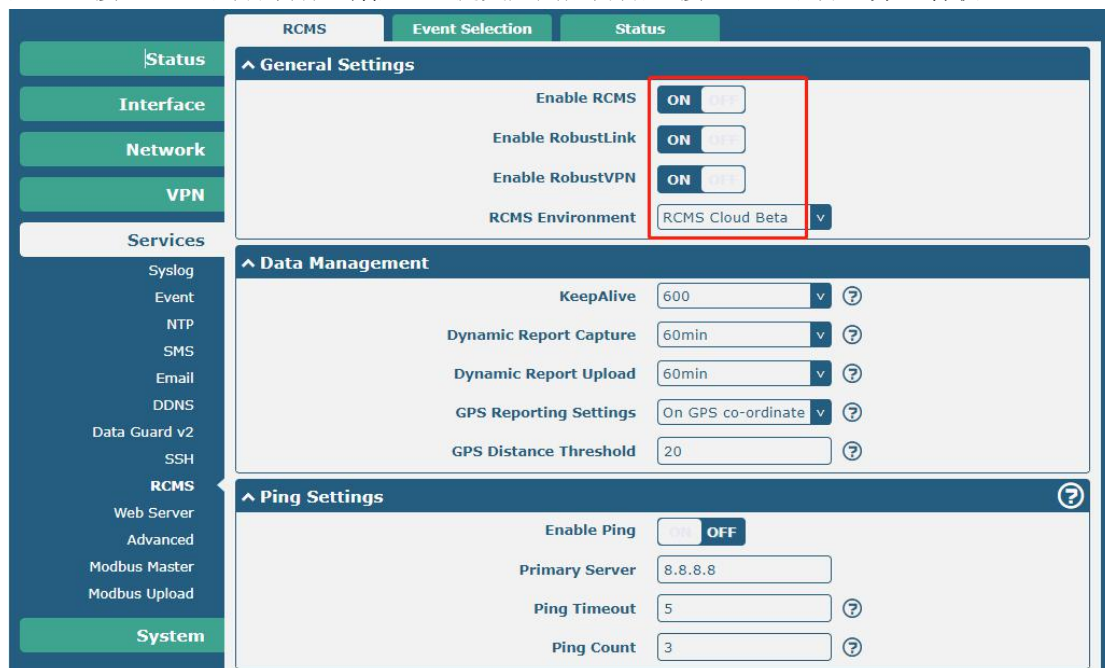 RCMS Event Selection Status
Status
Interface
Network
VPN
Services
Syslog
Event
NTP
SMS
Email
DDNS
Data Guard v2
SSH
RCMS
Web Server
Advanced
Modbus Master
Modbus Upload
System
General Settings
Enable RCMS ON OFF
Enable RobustLink ON OFF
Enable RobustVPN ON OFF
RCMS Environment RCMS Cloud Beta v
Data Management
KeepAlive 600 v ?
Dynamic Report Capture 60min v ?
Dynamic Report Upload 60min v ?
GPS Reporting Settings On GPS co-ordinate v ?
GPS Distance Threshold 20 ?
Ping Settings ?
Enable Ping ON OFF
Primary Server 8.8.8.8
Ping Timeout 5 ?
Ping Count 3 ?